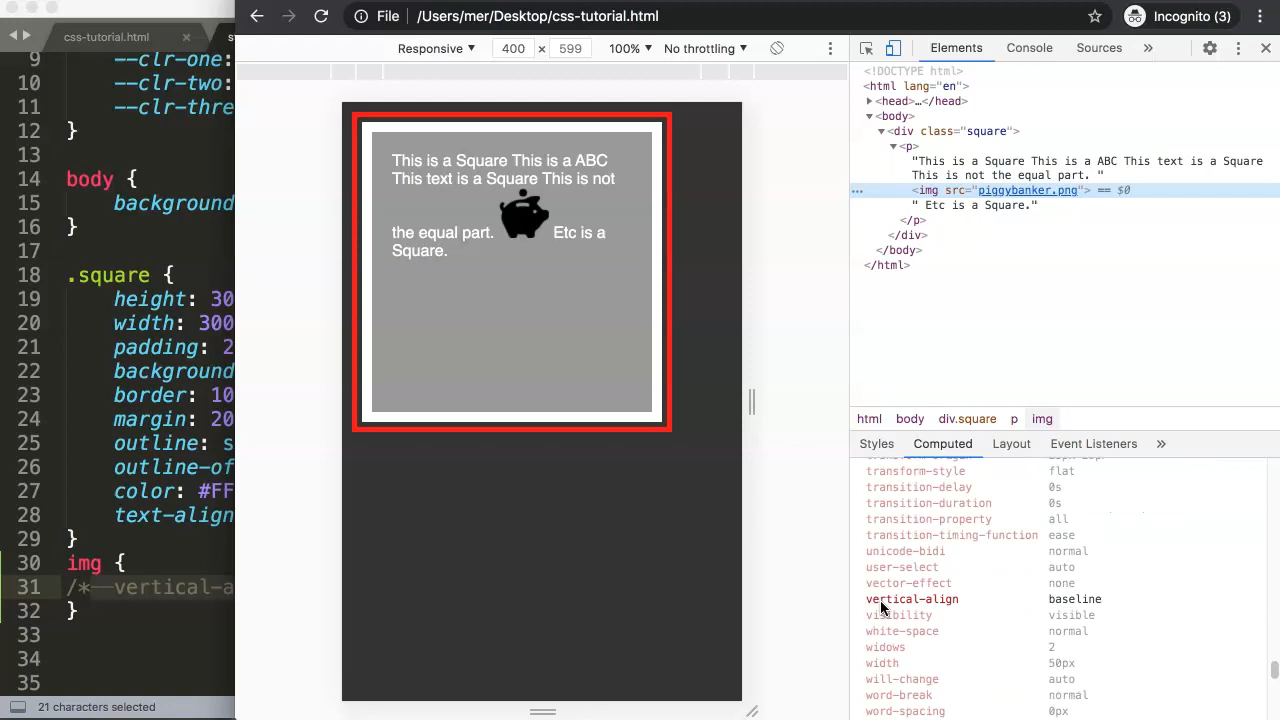 File /Users/mer/Desktop/css-tutorial.html Incognito (3)
css-tutorial.html × s
9 --clr-one:
10 --clr-two:
11 --clr-thre
12 }
13
14 body {
15 background
16 }
17
18 .square {
19 height: 30
20 width: 300
21 padding: 2
22 background
23 border: 10
24 margin: 20
25 outline: s
26 outline-of
27 color: #FF
28 text-align
29 }
30 img {
31 /* vertical-a
32 }
33
34
35
21 characters selected
Responsive 400 × 599 100% No throttling
This is a Square This is a ABC
This text is a Square This is not
the equal part. Etc is a
Square.
Elements Console Sources »
<!DOCTYPE html>
<html lang="en">
<head>…</head>
<body>
<div class="square">
<p>
"This is a Square This is a ABC This text is a Square
This is not the equal part. "
… <img src="piggybanker.png"> == $0
" Etc is a Square."
</p>
</div>
</body>
</html>
html body div.square p img
Styles Computed Layout Event Listeners »
transform-style flat
transition-delay 0s
transition-duration 0s
transition-property all
transition-timing-function ease
unicode-bidi normal
user-select auto
vector-effect none
vertical-align baseline
visibility visible
white-space normal
widows 2
width 50px
will-change auto
word-break normal
word-spacing 0px